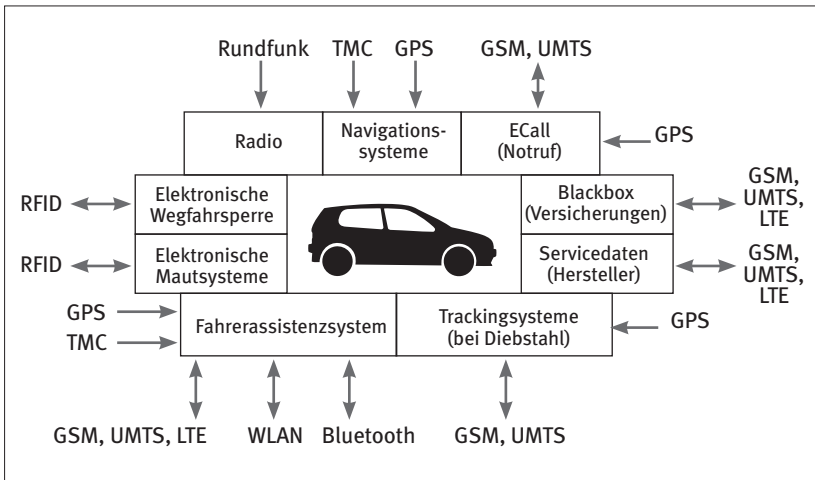 Rundfunk TMC GPS GSM, UMTS
Radio
Navigations-
systeme
ECall
(Notruf)
GPS
RFID
Elektronische
Wegfahrsperre
Blackbox
(Versicherungen)
GSM,
UMTS,
LTE
RFID
Elektronische
Mautsysteme
Servicedaten
(Hersteller)
GSM,
UMTS,
LTE
GPS
TMC
Fahrerassistenzsystem
Trackingsysteme
(bei Diebstahl)
GPS
GSM, UMTS, LTE WLAN Bluetooth GSM, UMTS